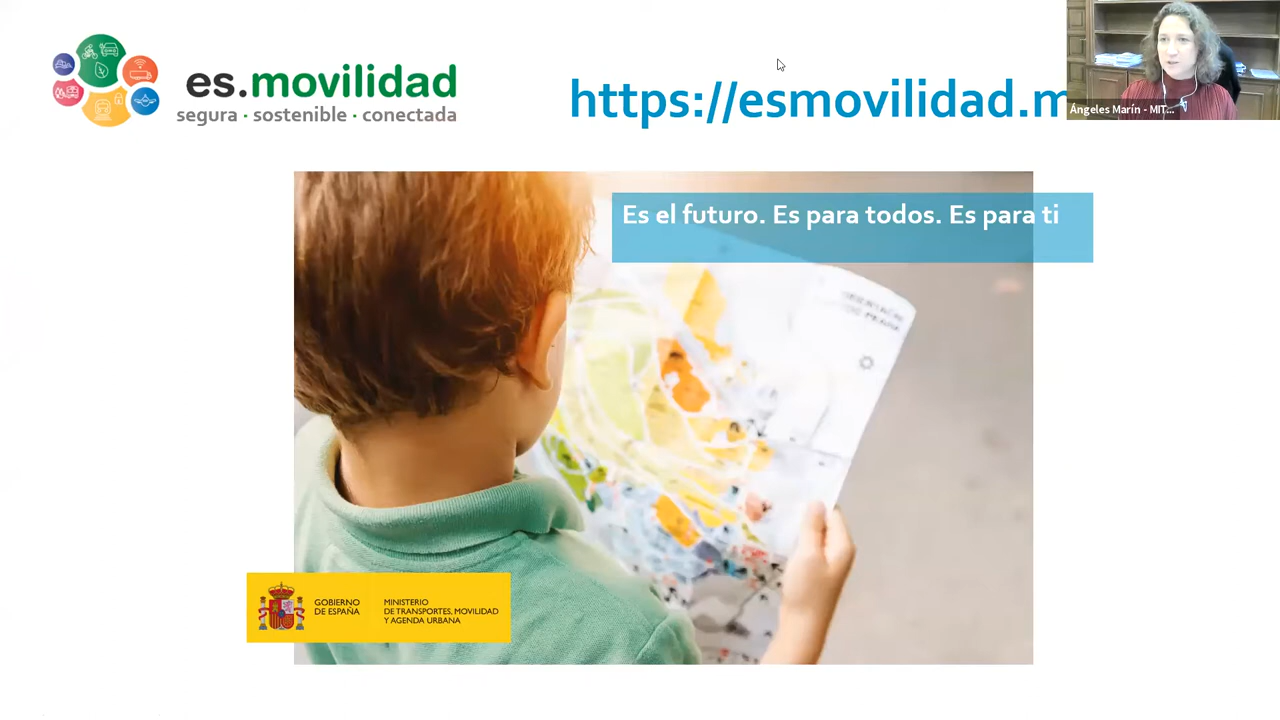 es.movilidad
segura · sostenible · conectada
https://esmovilidad.m
Ángeles Marín - MIT...
Es el futuro. Es para todos. Es para ti
GOBIERNO
DE ESPAÑA
MINISTERIO
DE TRANSPORTES, MOVILIDAD
Y AGENDA URBANA